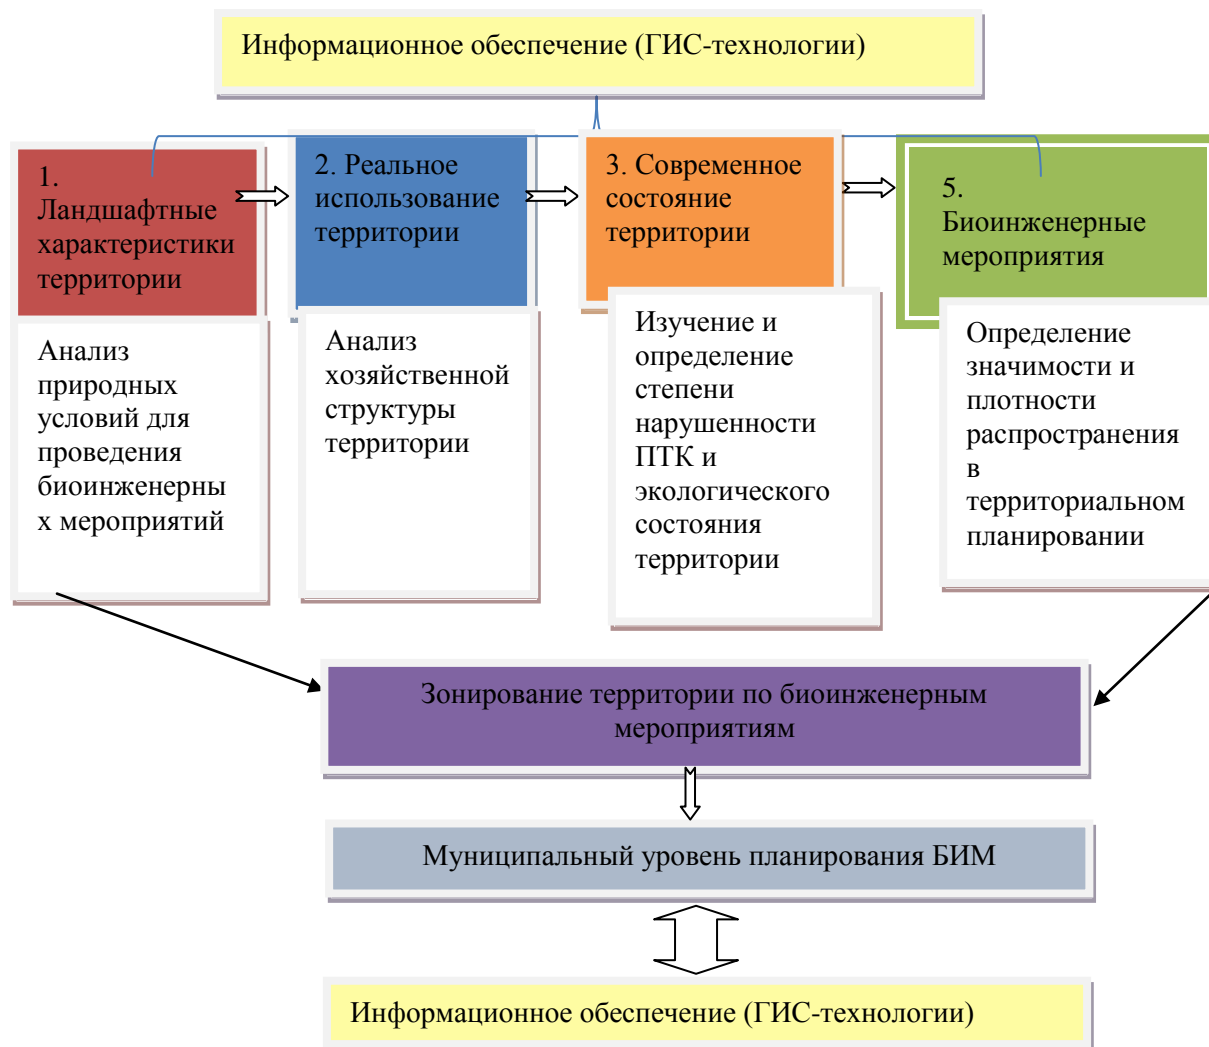 Информационное обеспечение (ГИС-технологии)
1.
Ландшафтные
характеристики
территории
2. Реальное
использование
территории
3. Современное
состояние
территории
5.
Биоинженерные
мероприятия
Анализ
природных
условий для
проведения
биоинженерны
х мероприятий
Анализ
хозяйственной
структуры
территории
Изучение и
определение
степени
нарушенности
ПТК и
экологического
состояния
территории
Определение
значимости и
плотности
распространения
в
территориальном
планировании
Зонирование территории по биоинженерным
мероприятиям
Муниципальный уровень планирования БИМ
Информационное обеспечение (ГИС-технологии)